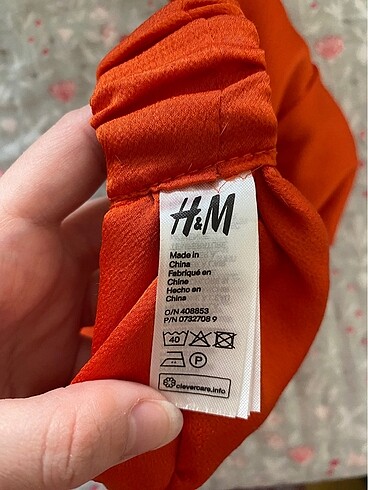 H&M
Made in
China
Fabriqué en
Chine
Hecho en
China
O/N 408853
P/N 0732708 9
40
P
clevercare.info